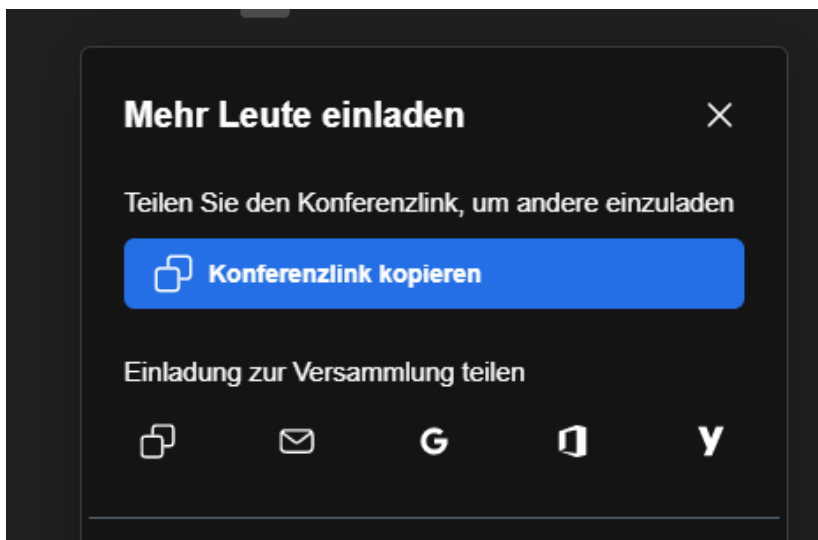 Mehr Leute einladen
Teilen Sie den Konferenzlink, um andere einzuladen
Konferenzlink kopieren
Einladung zur Versammlung teilen